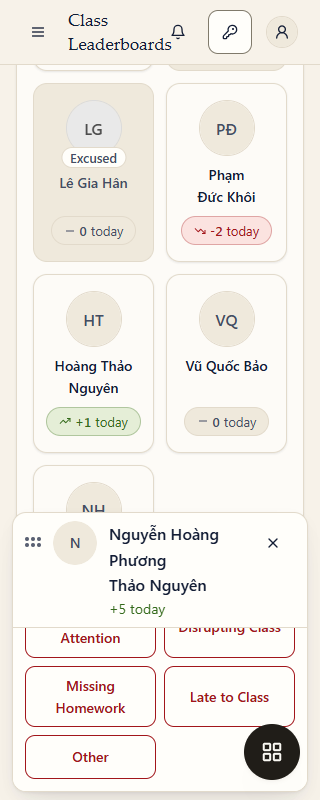 Class
Leaderboards
LG
Excused
Lê Gia Hân
0 today
PĐ
Phạm
Đức Khôi
-2 today
HT
Hoàng Thảo
Nguyên
+1 today
VQ
Vũ Quốc Bảo
0 today
NH
N
Nguyễn Hoàng
Phương
Thảo Nguyên
+5 today
Attention
Disrupting Class
Missing
Homework
Late to Class
Other